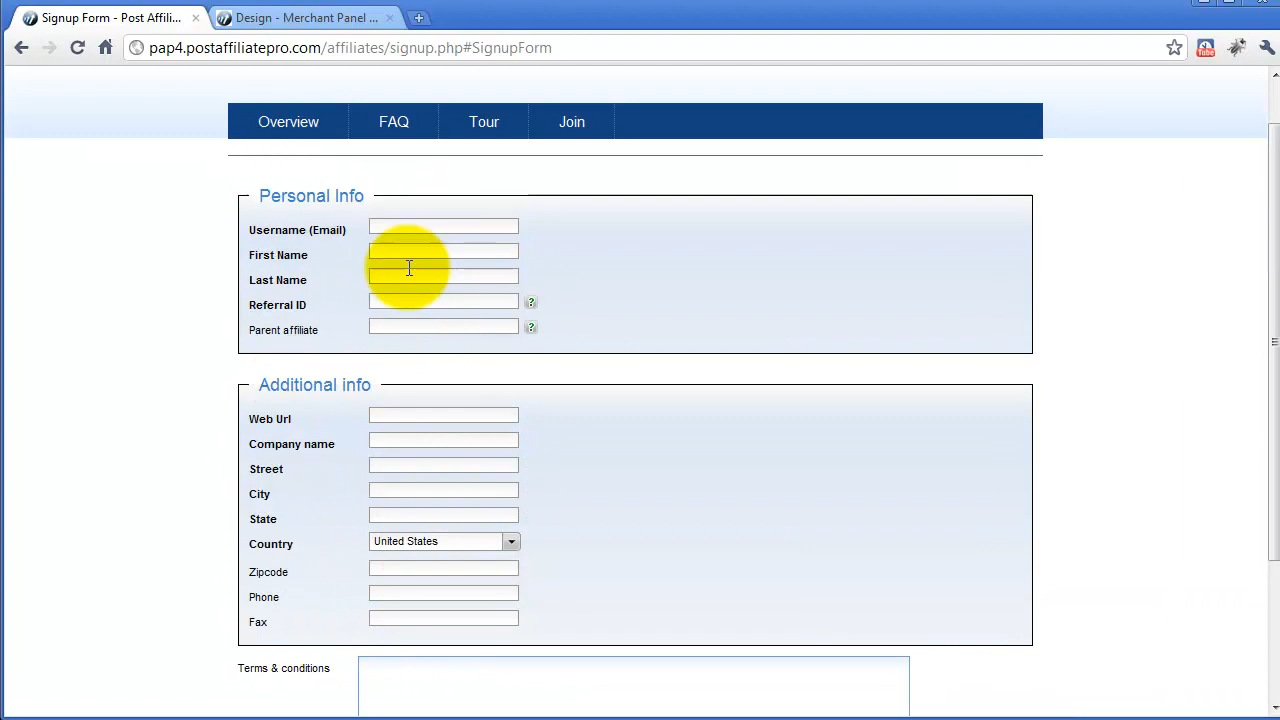 Signup Form - Post Affili...
Design - Merchant Panel ...
pap4.postaffiliatepro.com/affiliates/signup.php#SignupForm
You Tube
Overview
FAQ
Tour
Join
Personal Info
Username (Email)
First Name
Last Name
Referral ID
?
Parent affiliate
?
Additional info
Web Url
Company name
Street
City
State
Country
United States
Zipcode
Phone
Fax
Terms & conditions